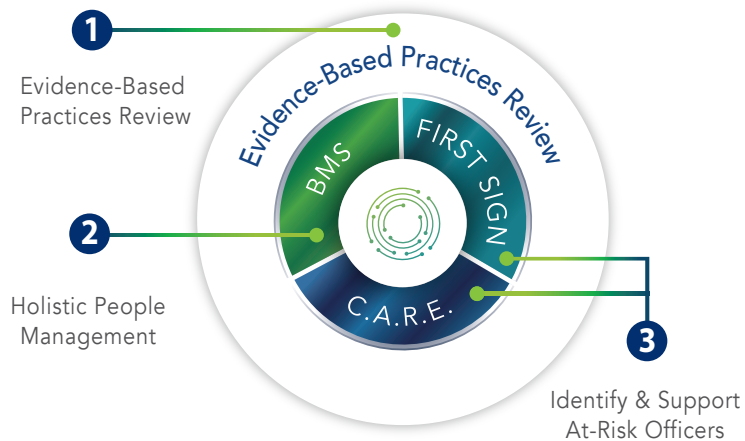 1
Evidence-Based
Practices Review
Evidence-Based Practices Review
BMS
FIRST SIGN
C.A.R.E.
2
Holistic People
Management
3
Identify & Support
At-Risk Officers